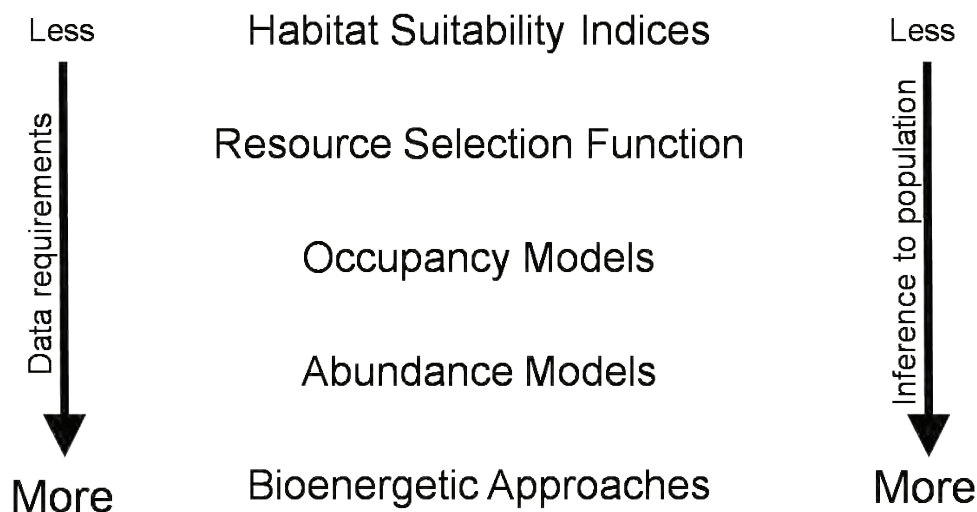 Less
Habitat Suitability Indices
Less
Data requirements
Resource Selection Function
Inference to population
Occupancy Models
Abundance Models
More
Bioenergetic Approaches
More